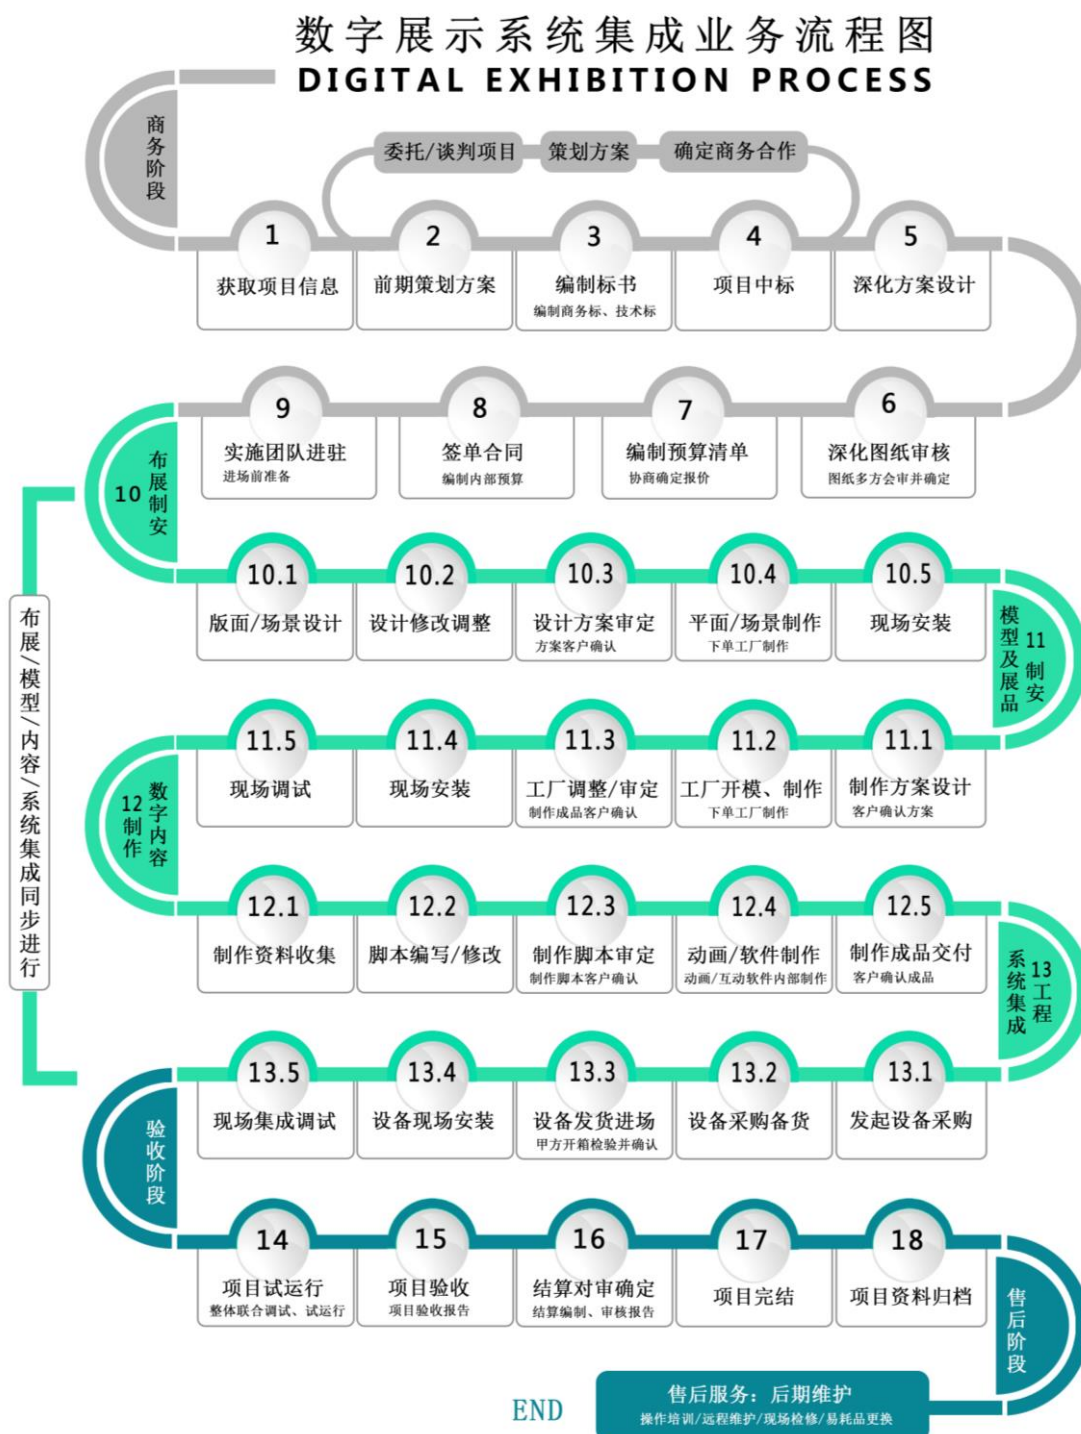 数字展示系统集成业务流程图
DIGITAL EXHIBITION PROCESS
商务阶段
委托/谈判项目
策划方案
确定商务合作
1
获取项目信息
2
前期策划方案
3
编制标书
编制商务标、技术标
4
项目中标
5
深化方案设计
6
深化图纸审核
图纸多方会审并确定
7
编制预算清单
协商确定报价
8
签单合同
编制内部预算
9
实施团队进驻
进场前准备
10
布展制安
布展/模型/内容/系统集成同步进行
10.1
版面/场景设计
10.2
设计修改调整
10.3
设计方案审定
方案客户确认
10.4
平面/场景制作
下单工厂制作
10.5
现场安装
模型及展品
11
制安
11.1
制作方案设计
客户确认方案
11.2
工厂开模、制作
下单工厂制作
11.3
工厂调整/审定
制作成品客户确认
11.4
现场安装
11.5
现场调试
数字内容
12
制作
12.1
制作资料收集
12.2
脚本编写/修改
12.3
制作脚本审定
制作脚本客户确认
12.4
动画/软件制作
动画/互动软件内部制作
12.5
制作成品交付
客户确认成品
系统集成
13
工程
13.1
发起设备采购
13.2
设备采购备货
13.3
设备发货进场
甲方开箱检验并确认
13.4
设备现场安装
13.5
现场集成调试
验收阶段
14
项目试运行
整体联合调试、试运行
15
项目验收
项目验收报告
16
结算对审确定
结算编制、审核报告
17
项目完结
18
项目资料归档
售后阶段
售后服务：后期维护
操作培训/远程维护/现场检修/易耗品更换
END